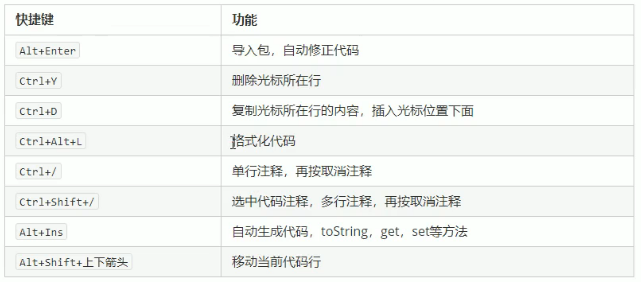 快捷键 功能
Alt+Enter 导入包，自动修正代码
Ctrl+Y 删除光标所在行
Ctrl+D 复制光标所在行的内容，插入光标位置下面
Ctrl+Alt+L 格式化代码
Ctrl+/ 单行注释，再按取消注释
Ctrl+Shift+/ 选中代码注释，多行注释，再按取消注释
Alt+Ins 自动生成代码，toString，get，set等方法
Alt+Shift+上下箭头 移动当前代码行